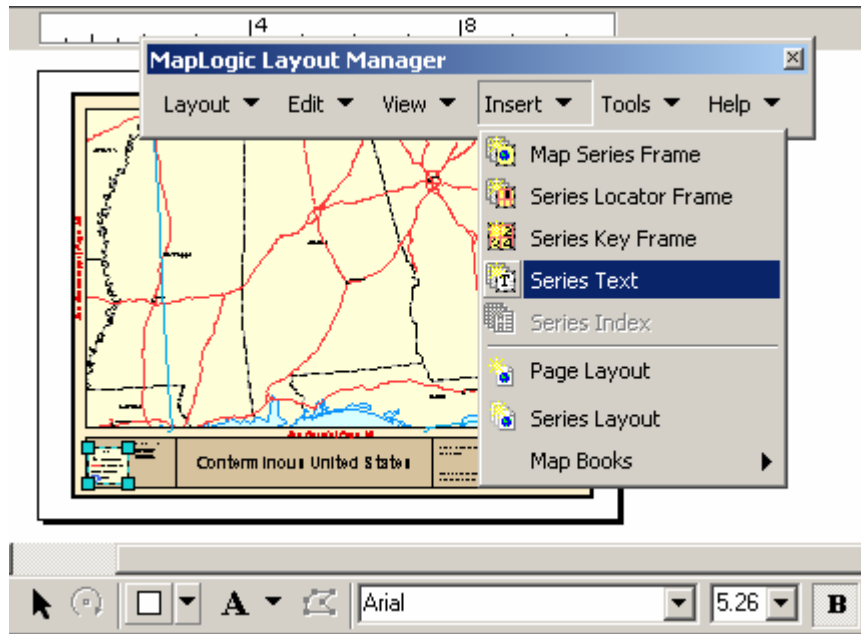 4 8
MapLogic Layout Manager
Layout Edit View Insert Tools Help
Map Series Frame
Series Locator Frame
Series Key Frame
Series Text
Series Index
Page Layout
Series Layout
Map Books
Conterminous United States
A Arial 5.26 B